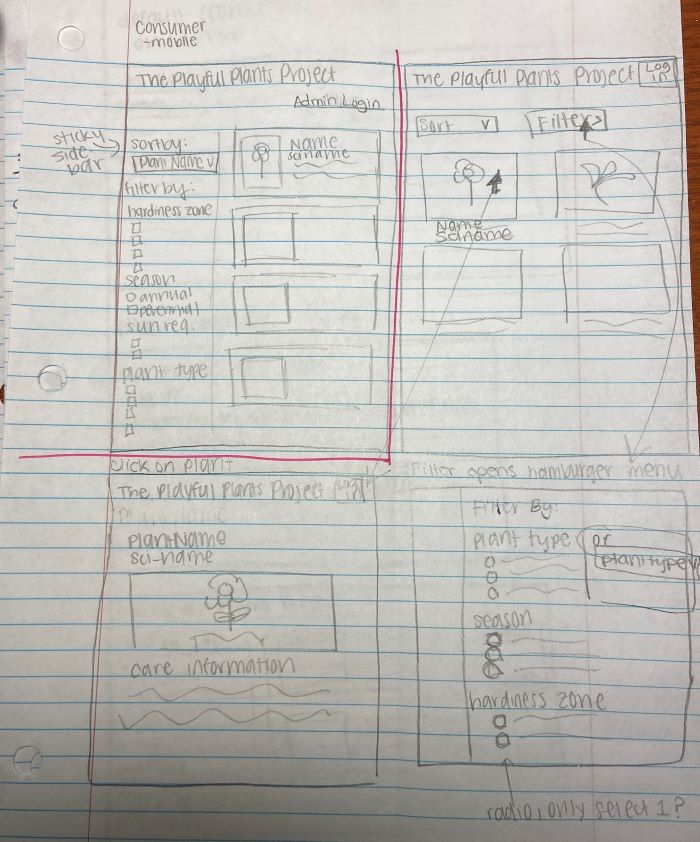 Consumer
-mobile
The Playful Plants Project
Admin Login
sticky
side
bar
sort by:
Plant Name v
filter by:
hardiness zone
season
annual
perennial
sun req.
plant type
Name
sciname
The Playful Plants Project
Log
in
Sort v
Filter >
Name
Sciname
click on plant
The Playful Plants Project
Plant Name
sci-name
care information
Filter opens hamburger menu
Filter By:
plant type
or
plant type v
season
hardiness zone
radio, only select 1?